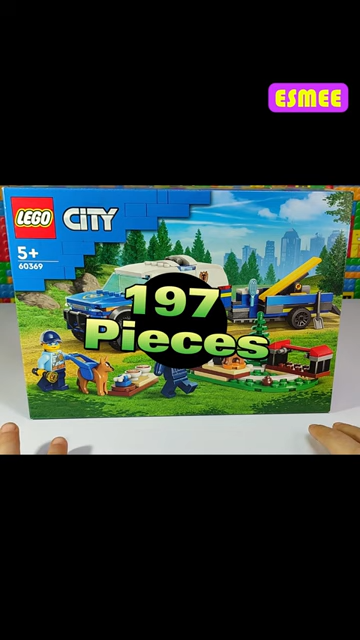 ESMEE
LEGO CITY
5+
60369
197
Pieces